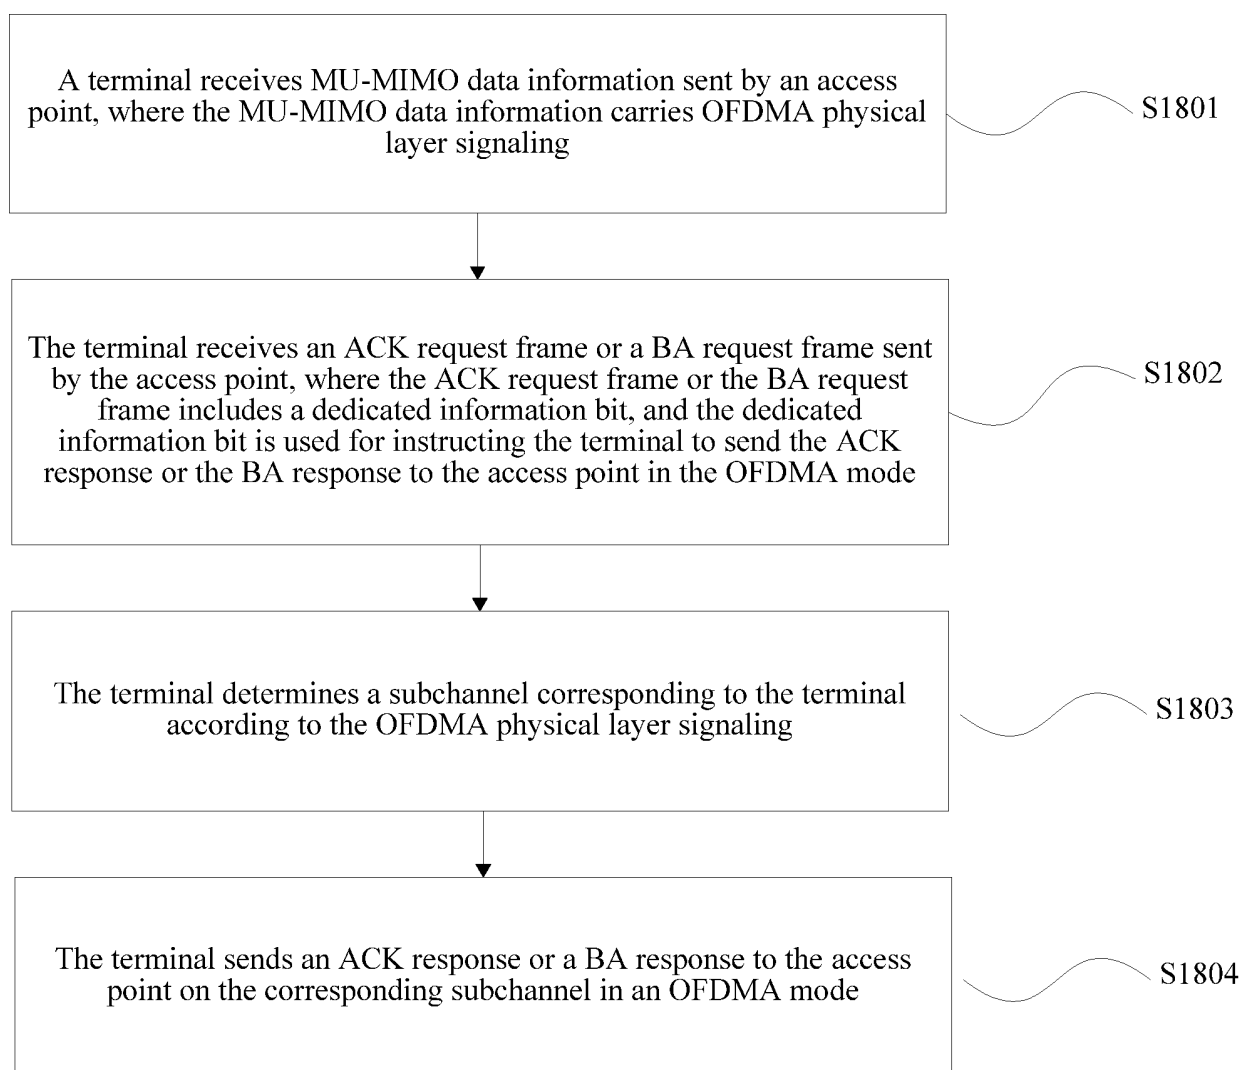 A terminal receives MU-MIMO data information sent by an access
point, where the MU-MIMO data information carries OFDMA physical
layer signaling
S1801
The terminal receives an ACK request frame or a BA request frame sent
by the access point, where the ACK request frame or the BA request
frame includes a dedicated information bit, and the dedicated
information bit is used for instructing the terminal to send the ACK
response or the BA response to the access point in the OFDMA mode
S1802
The terminal determines a subchannel corresponding to the terminal
according to the OFDMA physical layer signaling
S1803
The terminal sends an ACK response or a BA response to the access
point on the corresponding subchannel in an OFDMA mode
S1804